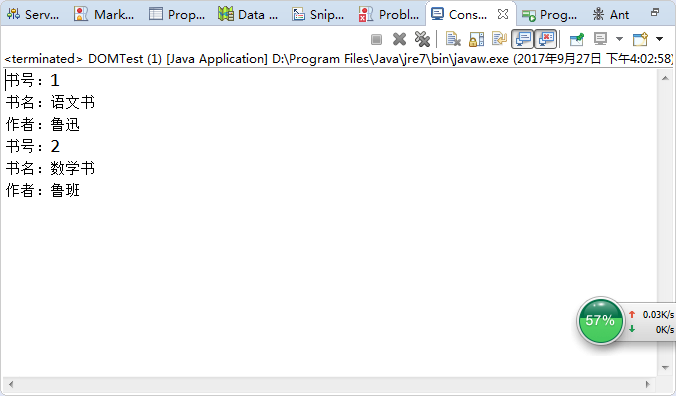 Serv... Mark... Prop... Data ... Snip... Probl... Cons... Prog... Ant
<terminated> DOMTest (1) [Java Application] D:\Program Files\Java\jre7\bin\javaw.exe (2017年9月27日 下午4:02:58)
书号：1
书名：语文书
作者：鲁迅
书号：2
书名：数学书
作者：鲁班
57%
0.03K/s
0K/s